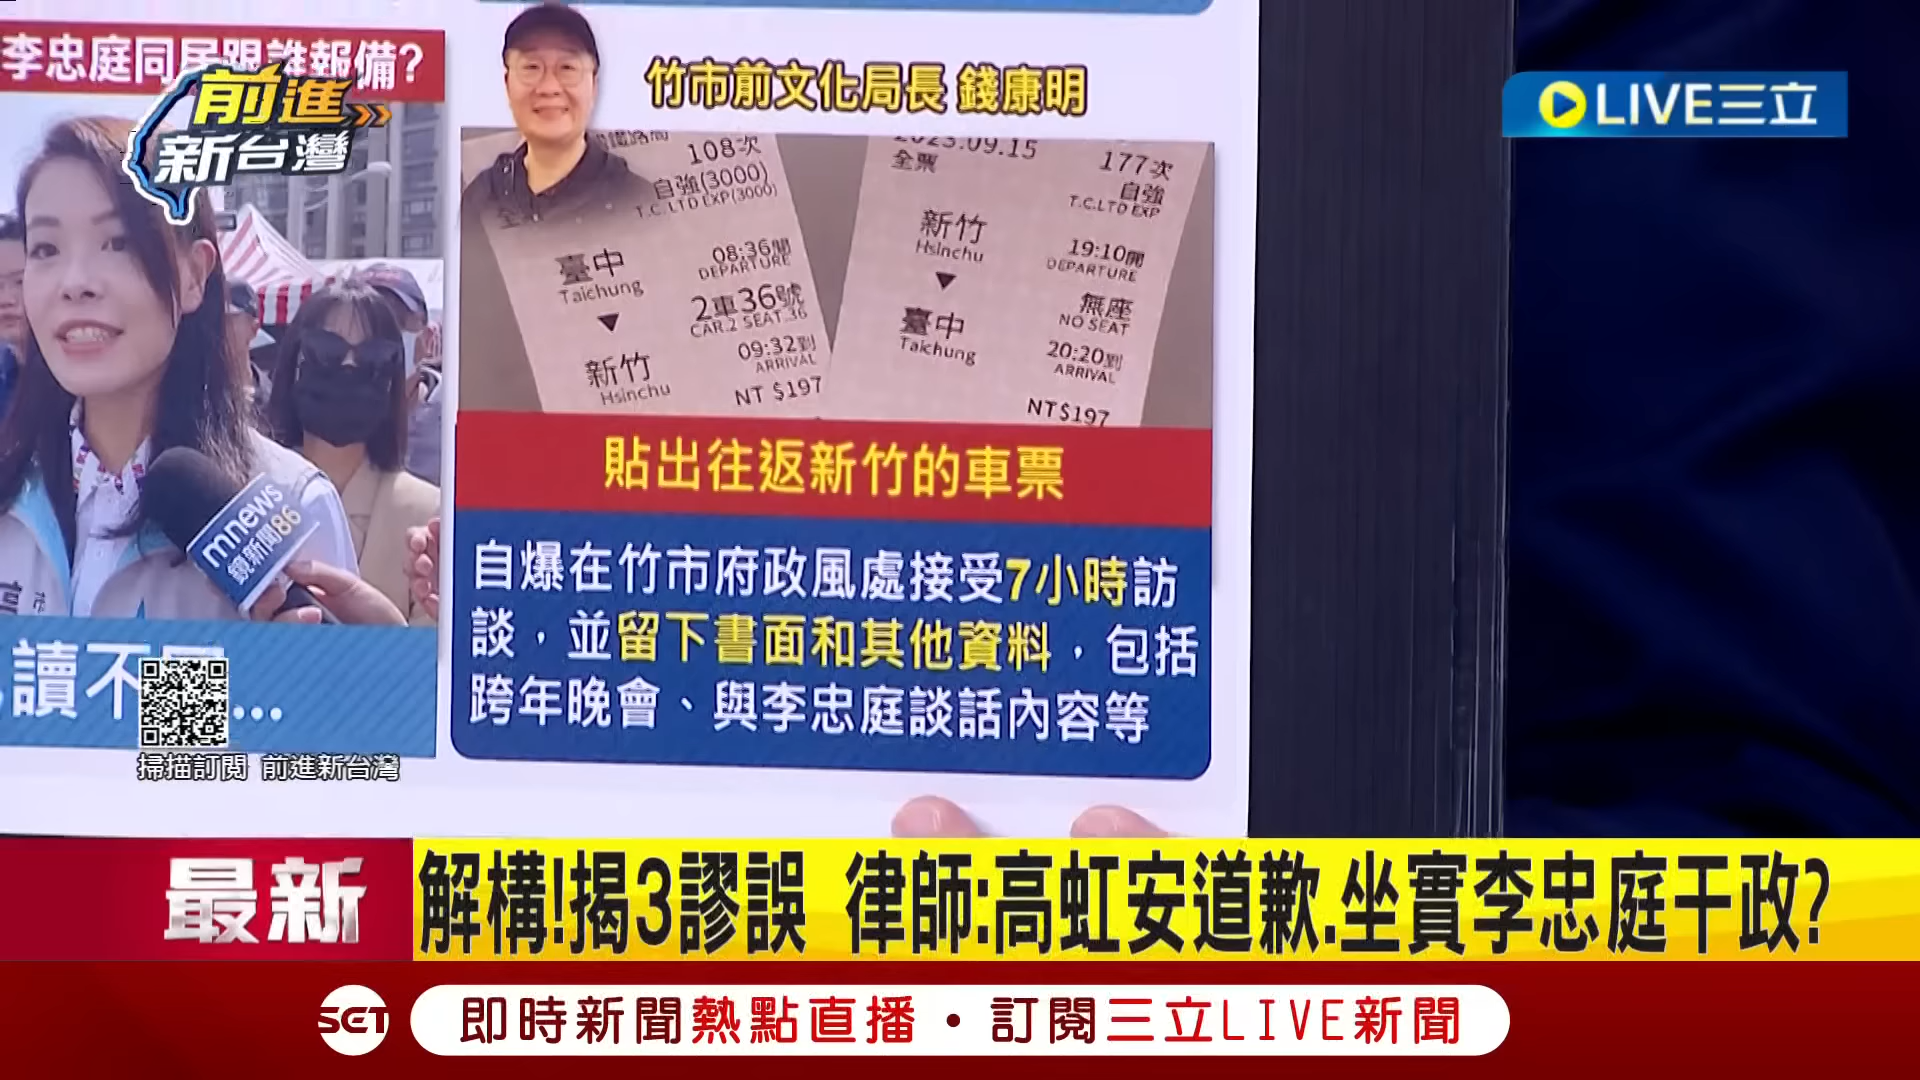 李忠庭同居跟誰報備?
前進
新台灣
竹市前文化局長 錢康明
LIVE三立
108次
自強(3000)
T.C.LTD EXP(3000)
臺中
Taichung
08:36開
DEPARTURE
2車36號
CAR.2 SEAT.36
新竹
Hsinchu
09:32到
ARRIVAL
NT $197
2023.09.15
全票
177次
自強
T.C.LTD EXP
新竹
Hsinchu
19:10開
DEPARTURE
無座
NO SEAT
臺中
Taichung
20:20到
ARRIVAL
NT$197
貼出往返新竹的車票
自爆在竹市府政風處接受7小時訪
談，並留下書面和其他資料，包括
跨年晚會、與李忠庭談話內容等
mnews
鏡新聞86
讀不
...
掃描訂閱 前進新台灣
最新
解構!揭3謬誤 律師:高虹安道歉.坐實李忠庭干政?
SET
即時新聞熱點直播•訂閱三立LIVE新聞